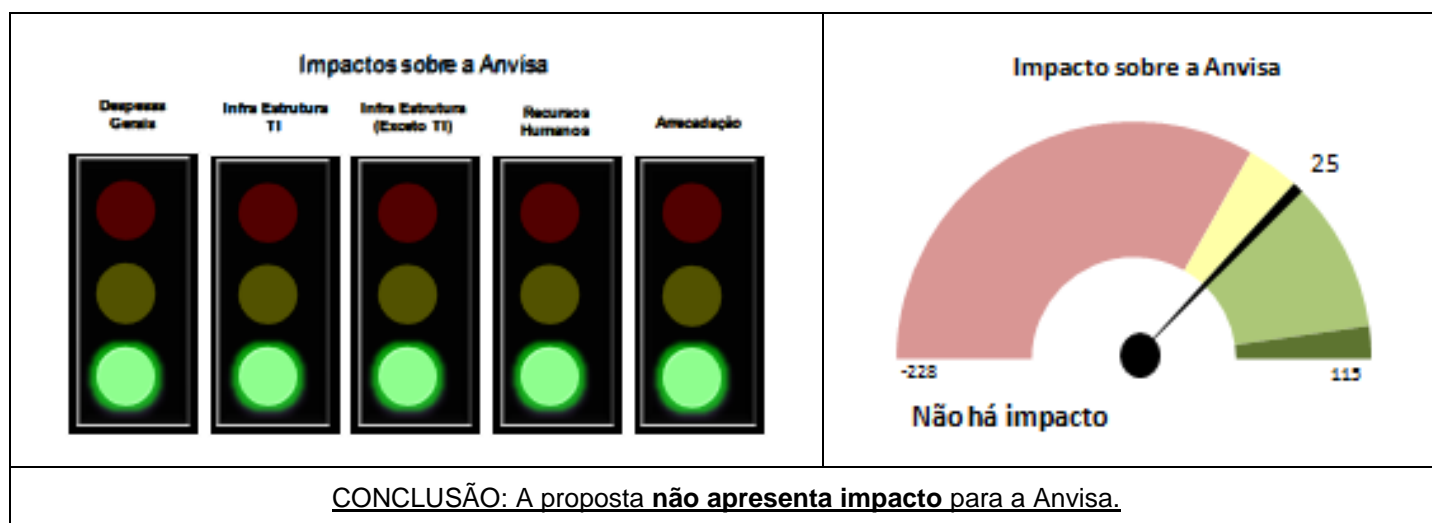 Impactos sobre a Anvisa
Despesas
Gerais
Infra Estrutura
TI
Infra Estrutura
(Exceto TI)
Recursos
Humanos
Arrecadação
Impacto sobre a Anvisa
25
-228
115
Não há impacto
CONCLUSÃO: A proposta não apresenta impacto para a Anvisa.